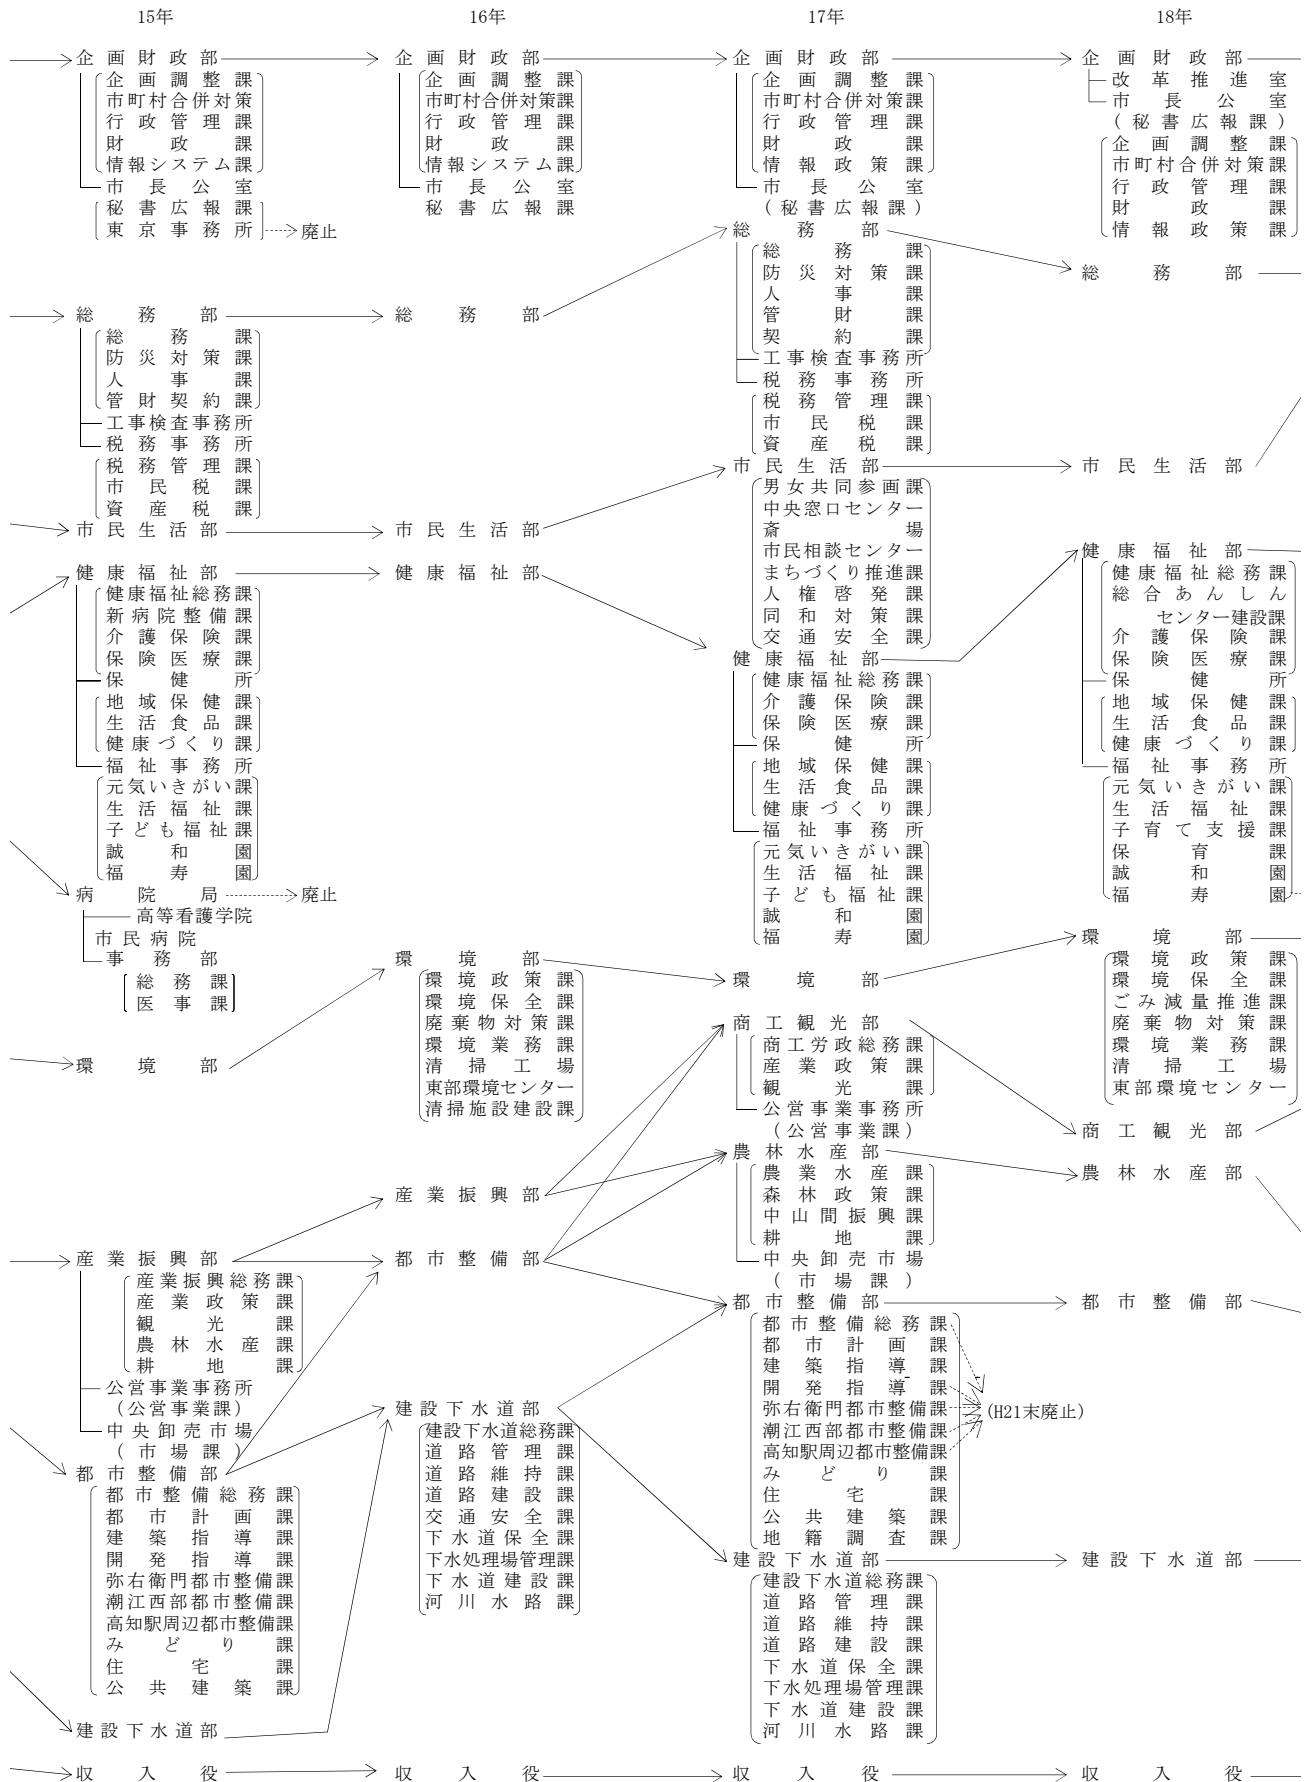 15年
企画財政部
企画調整課
市町村合併対策
行政管理課
財政課
情報システム課
市長公室
秘書広報課
東京事務所
廃止
総務部
総務課
防災対策課
人事課
管財契約課
工事検査事務所
税務事務所
税務管理課
市民税課
資産税課
市民生活部
健康福祉部
健康福祉総務課
新病院整備課
介護保険課
保険医療課
保健所
地域保健課
生活食品課
健康づくり課
福祉事務所
元気いきがい課
生活福祉課
子ども福祉課
誠和園
福寿園
病院局
廃止
高等看護学院
市民病院
事務部
総務課
医事課
環境部
産業振興部
産業振興総務課
産業政策課
観光課
農林水産課
耕地課
公営事業事務所
(公営事業課)
中央卸売市場
(市場課)
都市整備部
都市整備総務課
都市計画課
建築指導課
開発指導課
弥右衛門都市整備課
潮江西部都市整備課
高知駅周辺都市整備課
みどり課
住宅課
公共建築課
建設下水道部
収入役
16年
企画財政部
企画調整課
市町村合併対策課
行政管理課
財政課
情報システム課
市長公室
秘書広報課
総務部
市民生活部
健康福祉部
環境部
環境政策課
環境保全課
廃棄物対策課
環境業務課
清掃工場
東部環境センター
清掃施設建設課
産業振興部
都市整備部
建設下水道部
建設下水道総務課
道路管理課
道路維持課
道路建設課
交通安全課
下水道保全課
下水処理場管理課
下水道建設課
河川水路課
収入役
17年
企画財政部
企画調整課
市町村合併対策課
行政管理課
財政課
情報政策課
市長公室
(秘書広報課)
総務部
総務課
防災対策課
人事課
管財課
契約課
工事検査事務所
税務事務所
税務管理課
市民税課
資産税課
市民生活部
男女共同参画課
中央窓口センター
斎場
市民相談センター
まちづくり推進課
人権啓発課
同和対策課
交通安全課
健康福祉部
健康福祉総務課
介護保険課
保険医療課
保健所
地域保健課
生活食品課
健康づくり課
福祉事務所
元気いきがい課
生活福祉課
子ども福祉課
誠和園
福寿園
環境部
商工観光部
商工労政総務課
産業政策課
観光課
公営事業事務所
(公営事業課)
農林水産部
農業水産課
森林政策課
中山間振興課
耕地課
中央卸売市場
(市場課)
都市整備部
都市整備総務課
都市計画課
建築指導課
開発指導課
弥右衛門都市整備課
潮江西部都市整備課
高知駅周辺都市整備課
みどり課
住宅課
公共建築課
地籍調査課
(H21末廃止)
建設下水道部
建設下水道総務課
道路管理課
道路維持課
道路建設課
下水道保全課
下水処理場管理課
下水道建設課
河川水路課
収入役
18年
企画財政部
改革推進室
市長公室
(秘書広報課)
企画調整課
市町村合併対策課
行政管理課
財政課
情報政策課
総務部
市民生活部
健康福祉部
健康福祉総務課
総合あんしん
センター建設課
介護保険課
保険医療課
保健所
地域保健課
生活食品課
健康づくり課
福祉事務所
元気いきがい課
生活福祉課
子育て支援課
保育課
誠和園
福寿園
環境部
環境政策課
環境保全課
ごみ減量推進課
廃棄物対策課
環境業務課
清掃工場
東部環境センター
商工観光部
農林水産部
都市整備部
建設下水道部
収入役